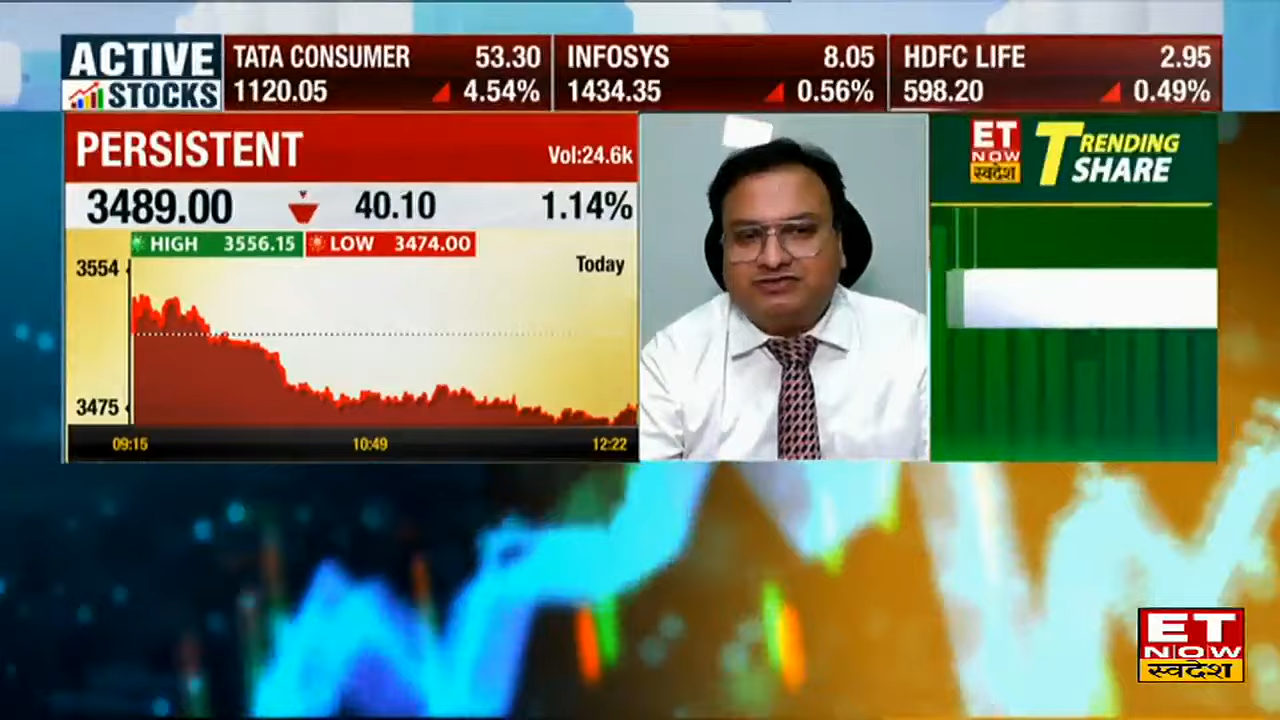 ACTIVE
STOCKS
TATA CONSUMER 53.30
1120.05 4.54%
INFOSYS 8.05
1434.35 0.56%
HDFC LIFE 2.95
598.20 0.49%
PERSISTENT Vol:24.6k
3489.00 40.10 1.14%
HIGH 3556.15 LOW 3474.00
Today
3554
3475
09:15 10:49 12:22
ET
NOW
स्वदेश
TRENDING
SHARE
ET
NOW
स्वदेश